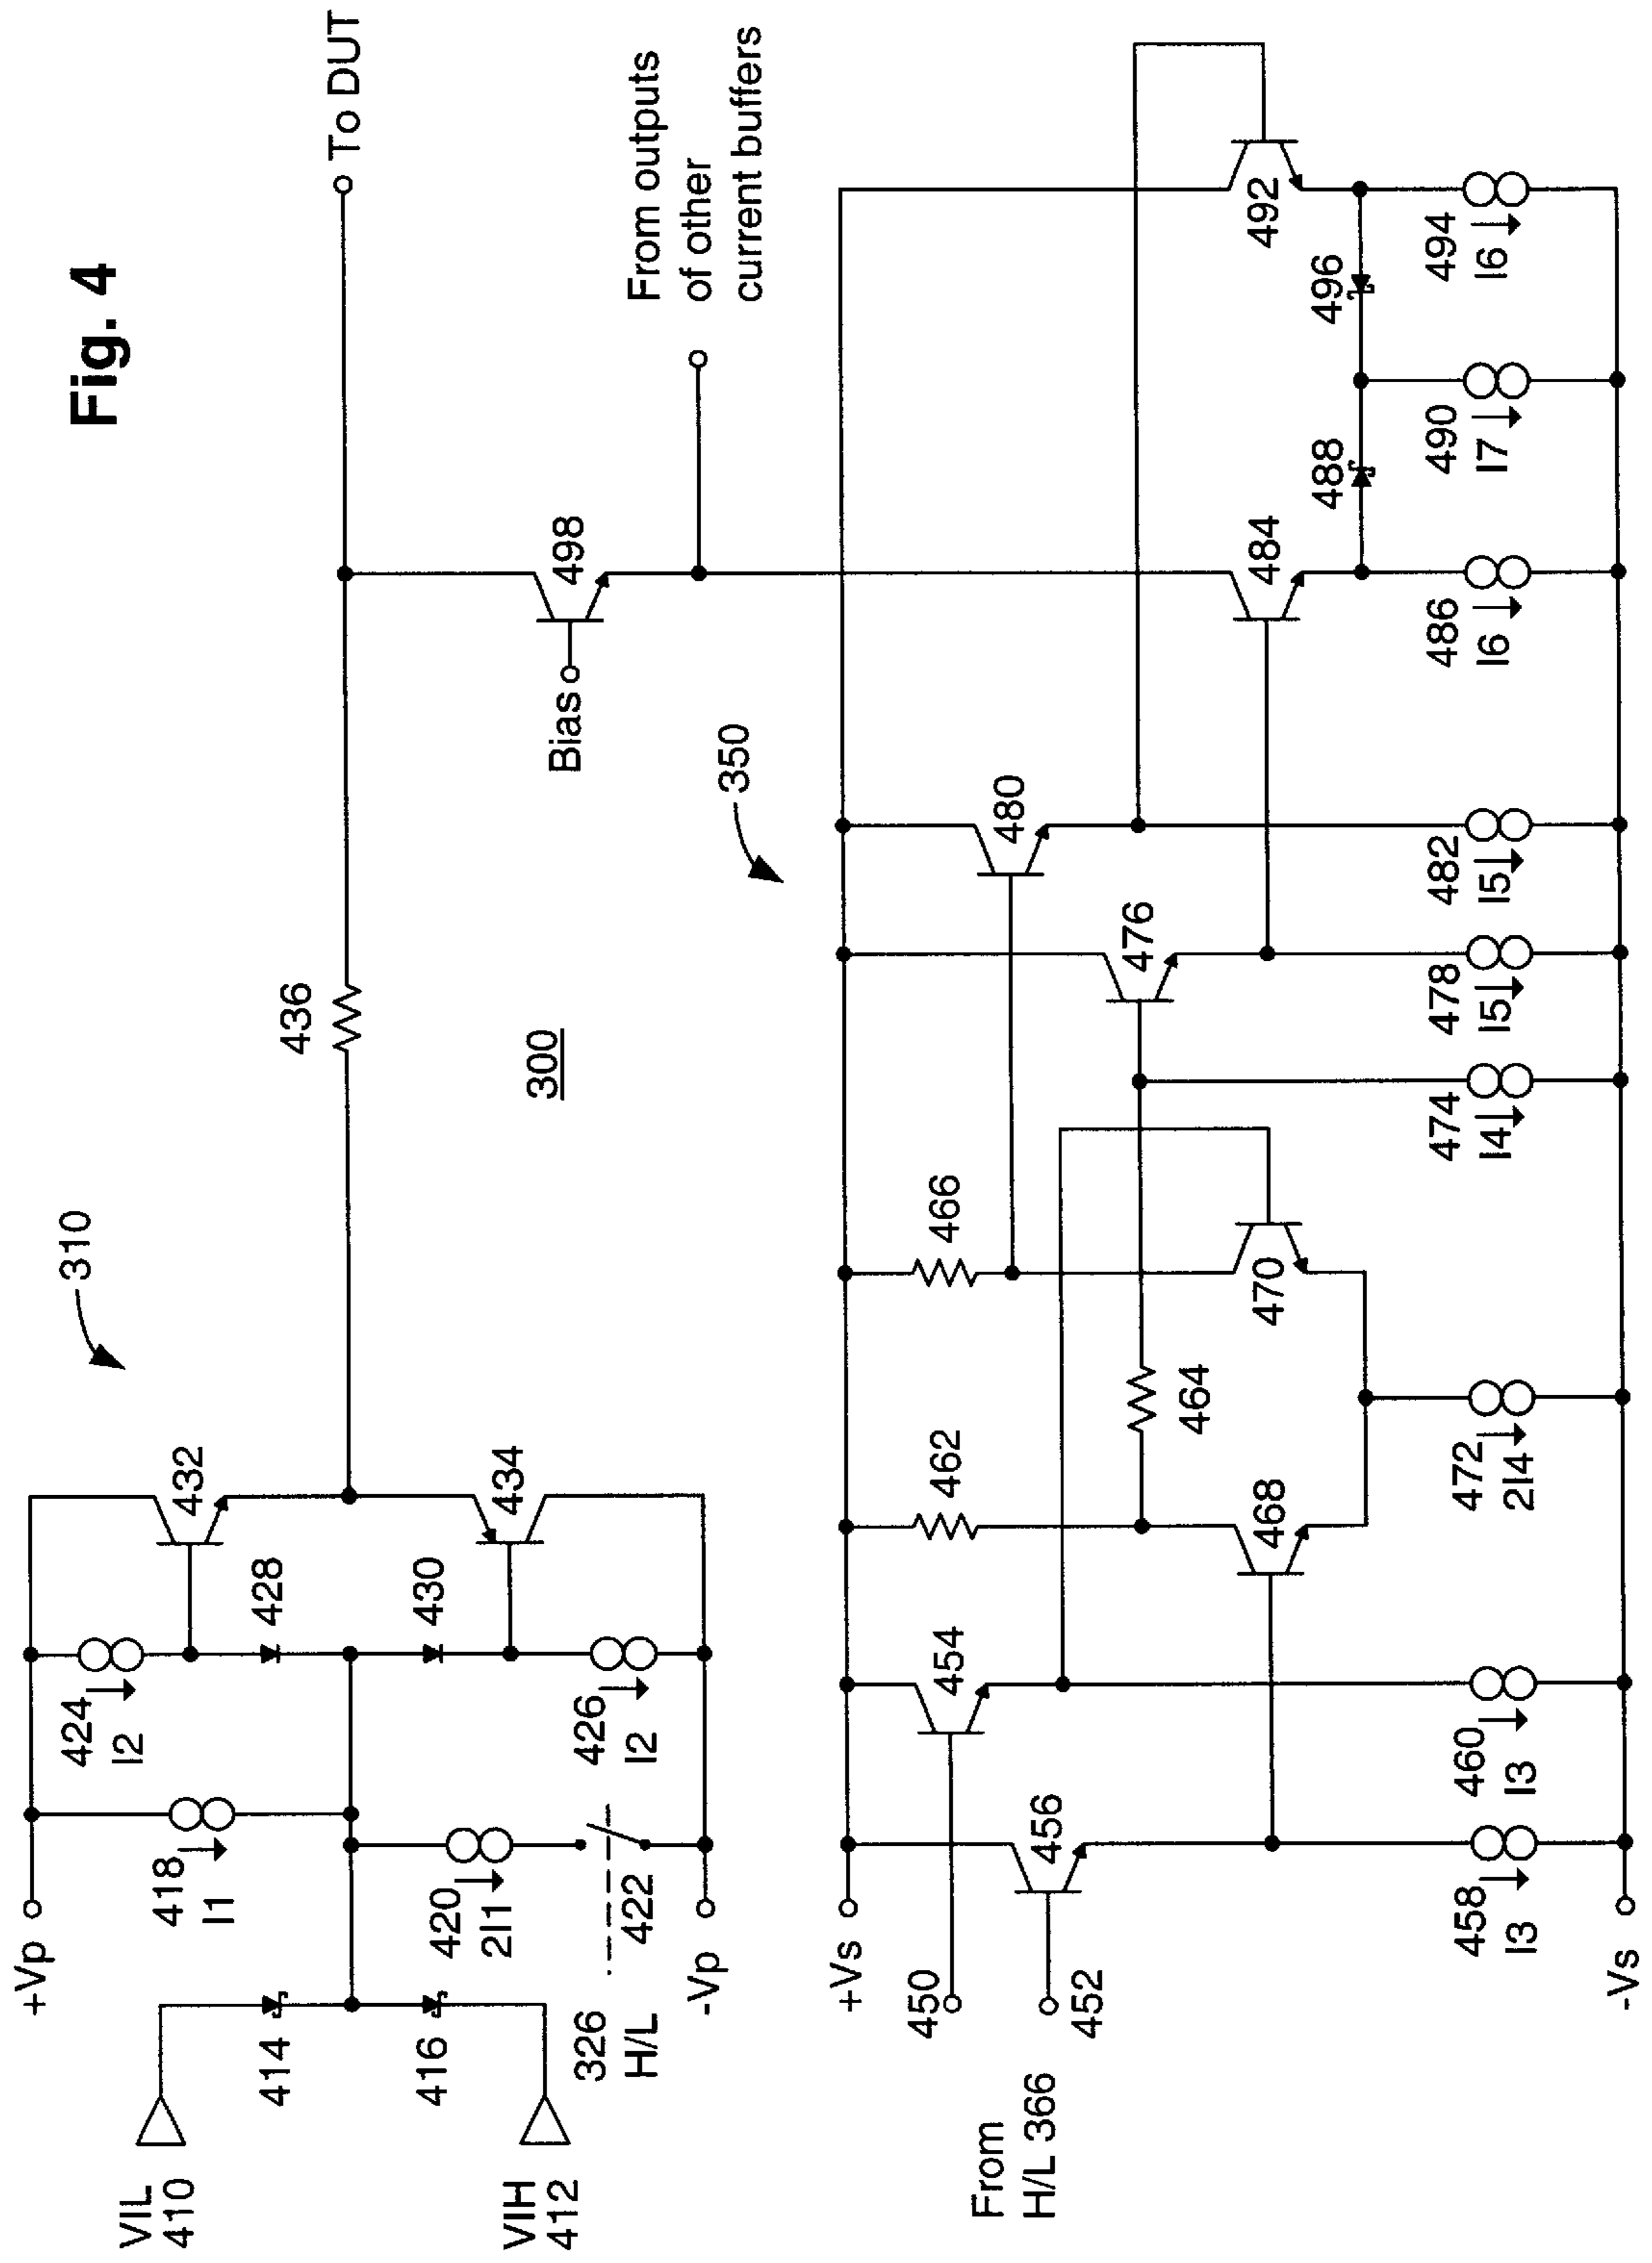 Fig. 4
310
+Vp
418
I1
424
I2
428
432
VIL
410
414
416
VIH
412
420
2I1
422
326
H/L
-Vp
426
I2
430
434
436
To DUT
300
Bias
498
From outputs
of other
current buffers
350
+Vs
450
452
From
H/L 366
454
456
458
I3
460
I3
462
464
466
468
470
472
2I4
474
I4
476
478
I5
480
482
I5
484
486
I6
488
490
I7
492
494
I6
496
-Vs